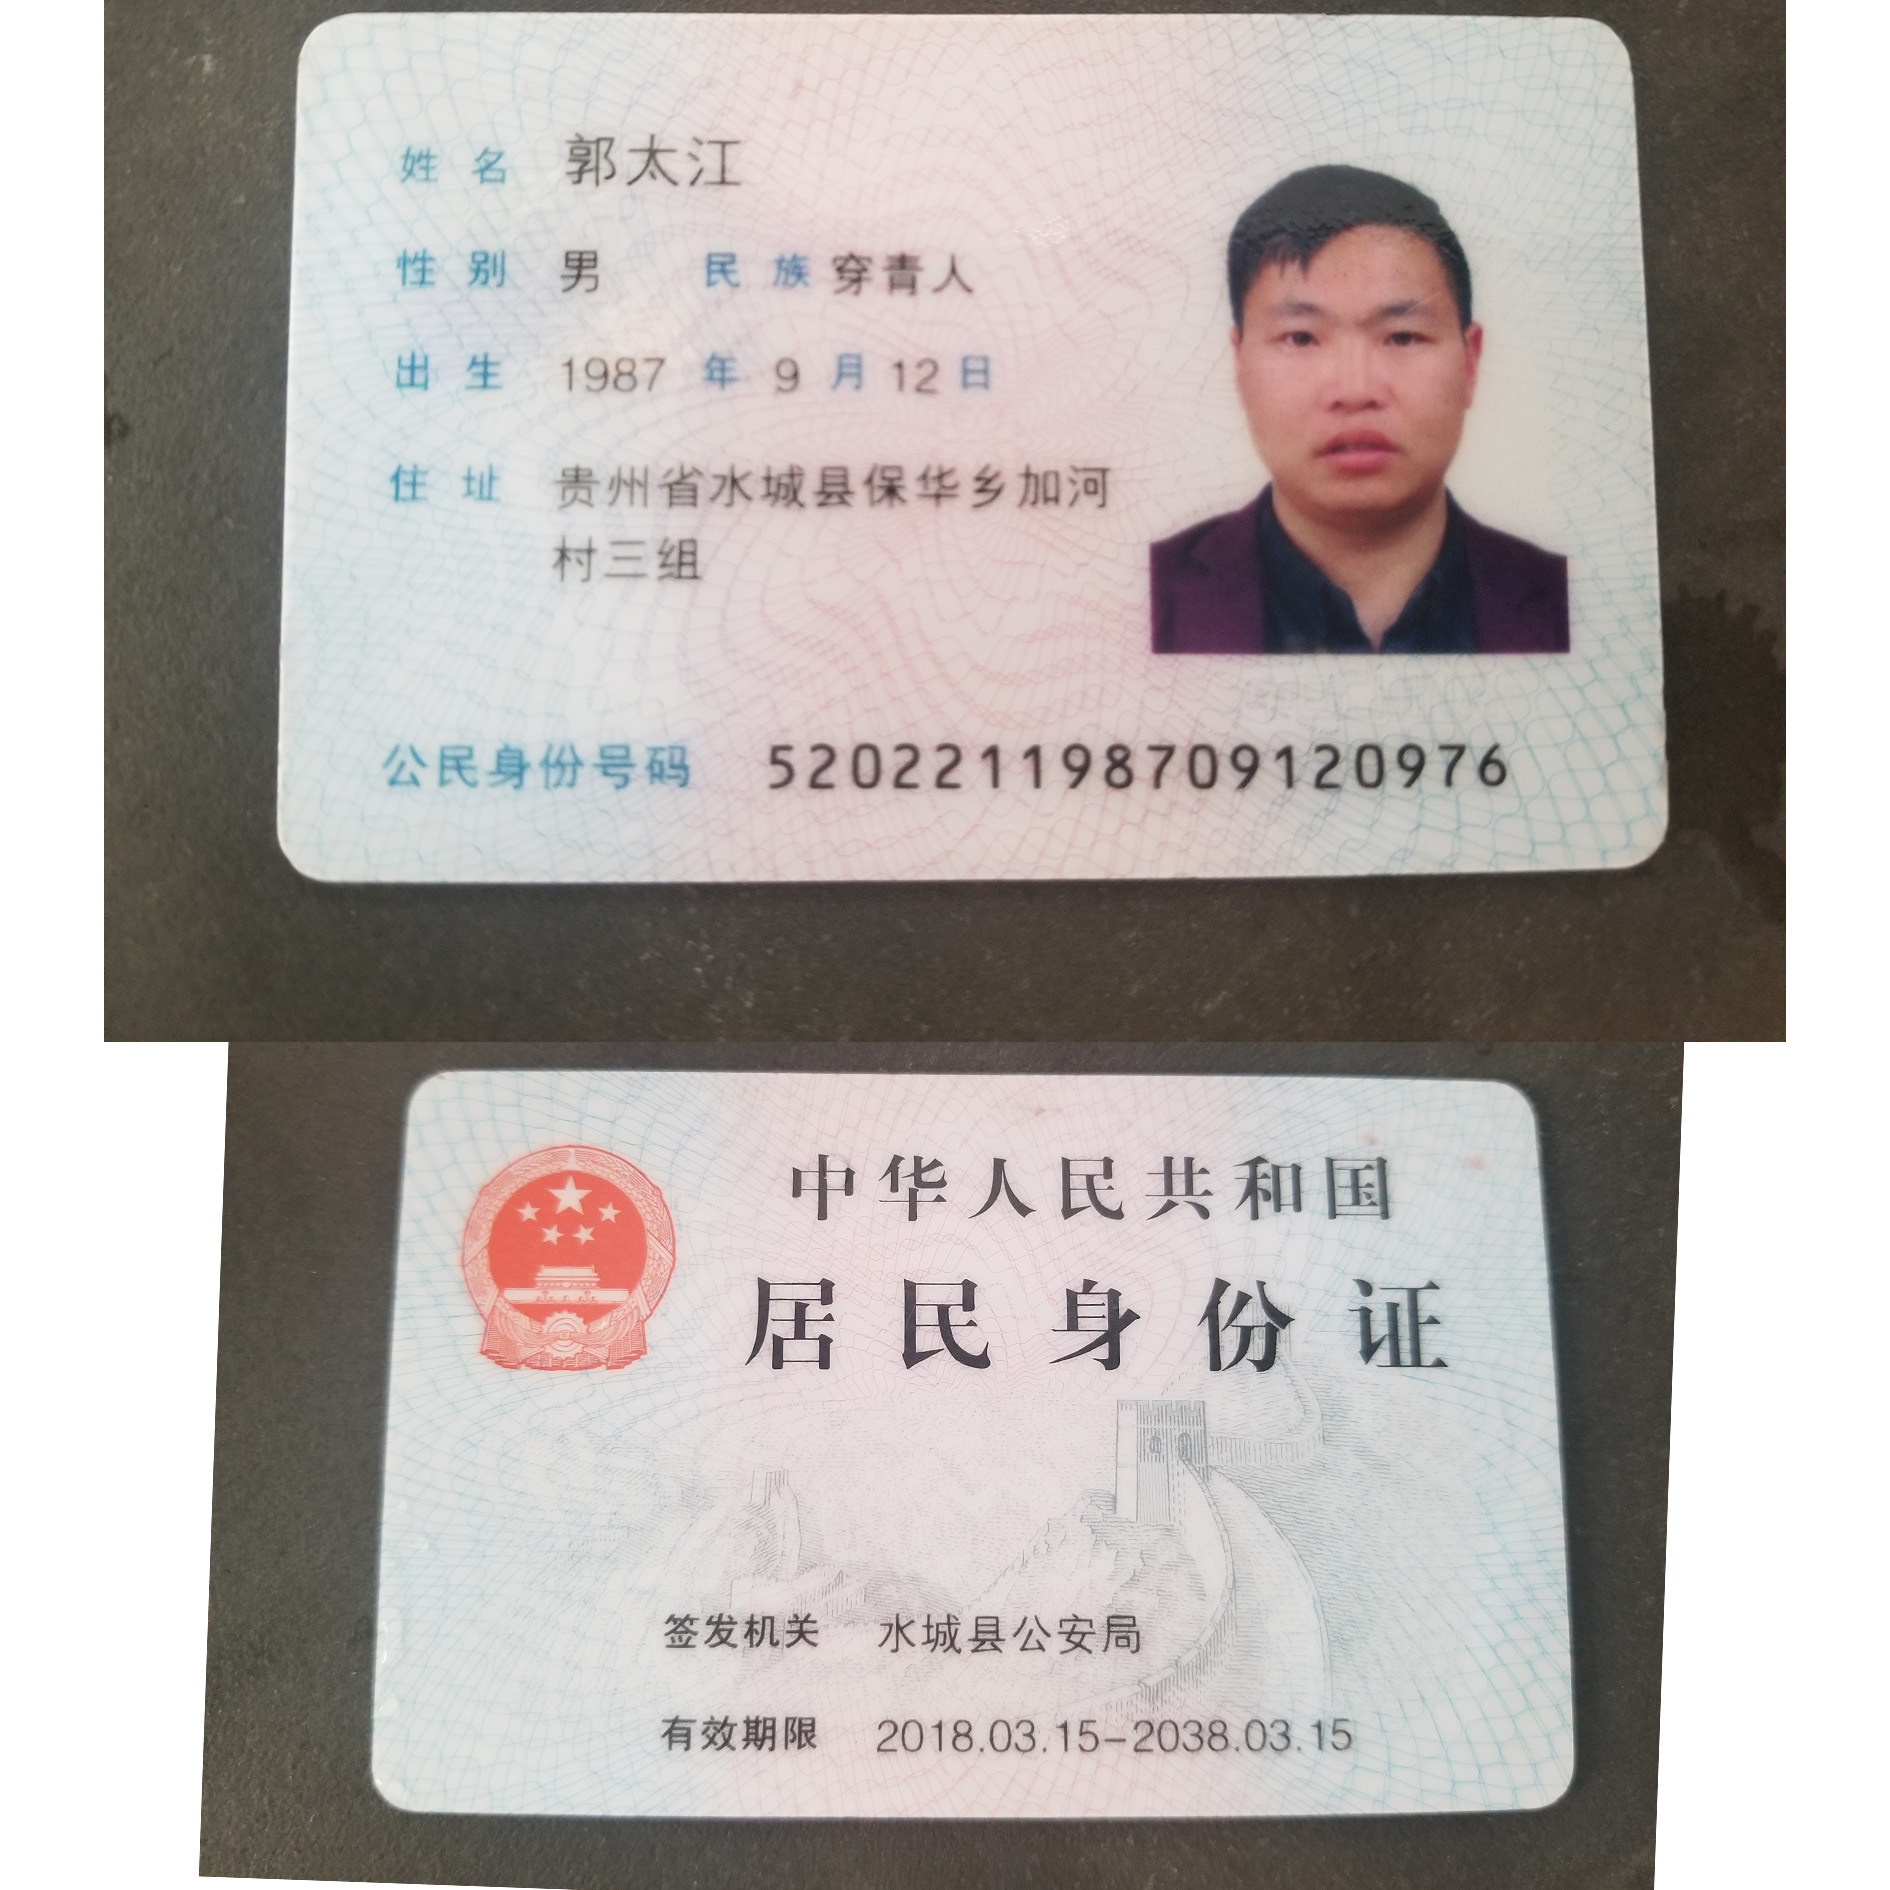 姓名 郭太江
性别 男 民族 穿青人
出生 1987 年 9 月 12 日
住址 贵州省水城县保华乡加河
村三组
公民身份号码 520221198709120976
中华人民共和国
居民身份证
签发机关 水城县公安局
有效期限 2018.03.15-2038.03.15